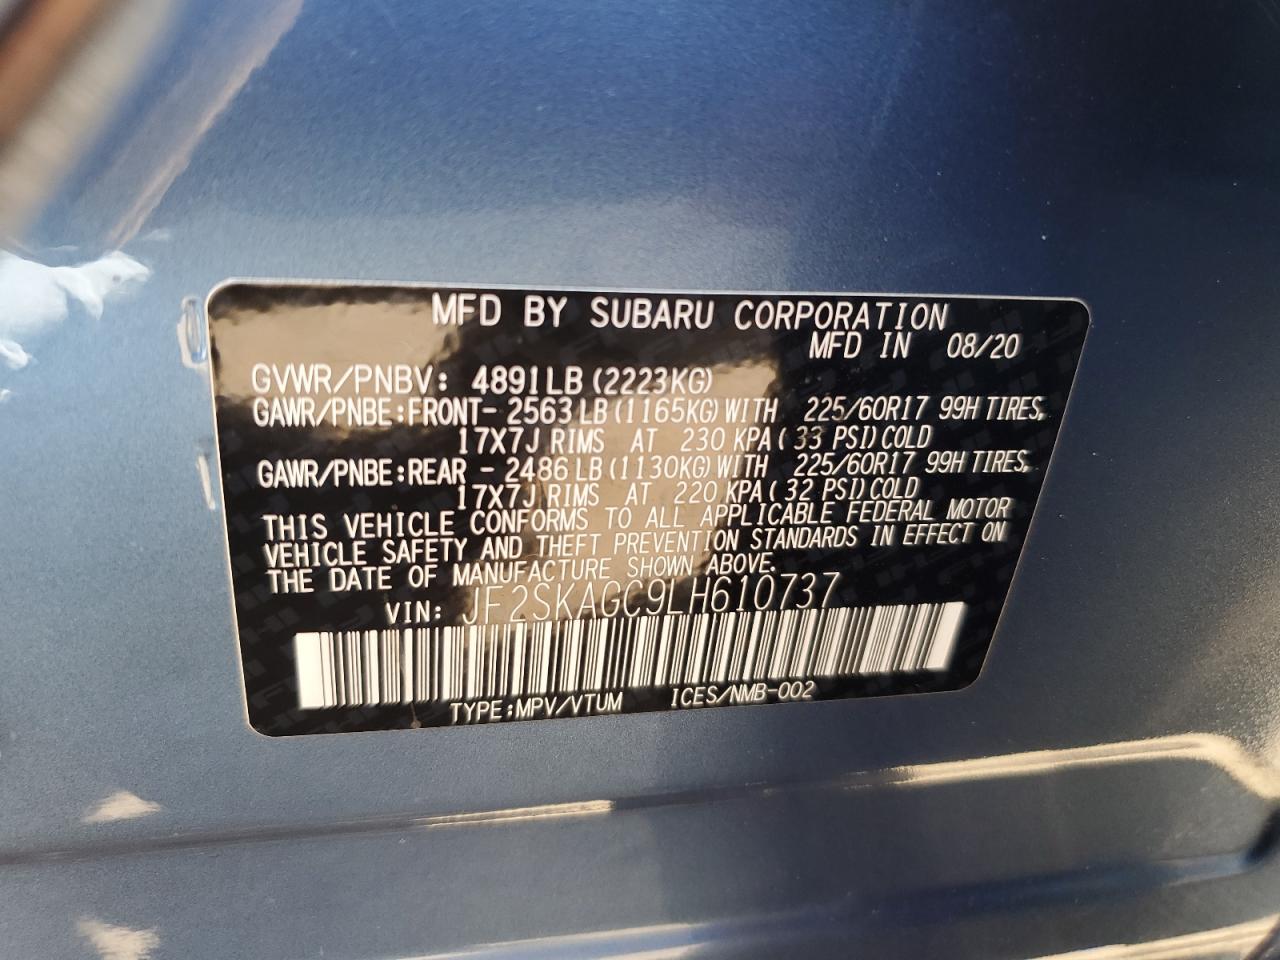 MFD BY SUBARU CORPORATION
MFD IN 08/20
GVWR/PNBV: 4891LB(2223KG)
GAWR/PNBE:FRONT- 2563LB(1165KG)WITH 225/60R17 99H TIRES,
17X7J RIMS AT 230 KPA(33 PSI)COLD
GAWR/PNBE:REAR - 2486LB(1130KG)WITH 225/60R17 99H TIRES,
17X7J RIMS AT 220 KPA(32 PSI)COLD
THIS VEHICLE CONFORMS TO ALL APPLICABLE FEDERAL MOTOR
VEHICLE SAFETY AND THEFT PREVENTION STANDARDS IN EFFECT ON
THE DATE OF MANUFACTURE SHOWN ABOVE.
VIN: JF2SKAGC9LH610737
TYPE:MPV/VTUM ICES/NMB-002